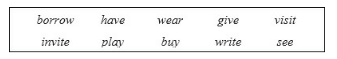 borrow have wear give visit
invite play buy write see